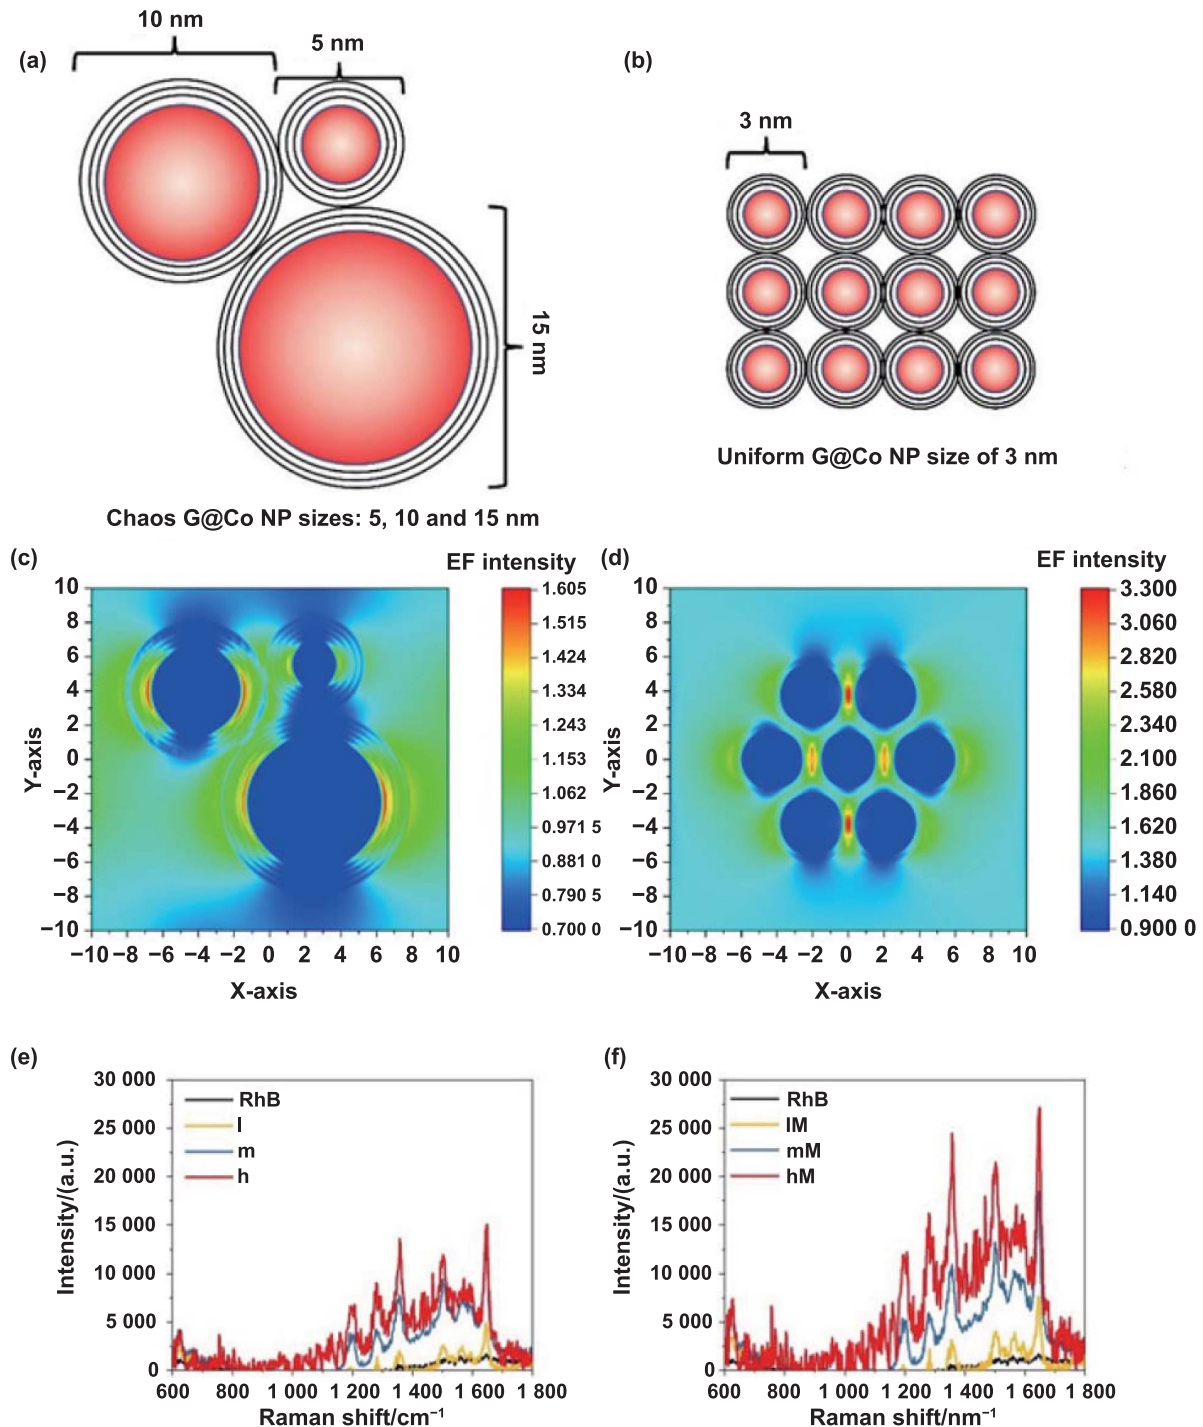 10 nm
5 nm
(a)
(b)
3 nm
15 nm
Uniform G@Co NP size of 3 nm
Chaos G@Co NP sizes: 5, 10 and 15 nm
(c)
EF intensity
(d)
EF intensity
10
8
6
4
2
0
−2
−4
−6
−8
−10
Y-axis
−10 −8 −6 −4 −2 0 2 4 6 8 10
X-axis
1.605
1.515
1.424
1.334
1.243
1.153
1.062
0.971 5
0.881 0
0.790 5
0.700 0
10
8
6
4
2
0
−2
−4
−6
−8
−10
Y-axis
−10 −8 −6 −4 −2 0 2 4 6 8 10
X-axis
3.300
3.060
2.820
2.580
2.340
2.100
1.860
1.620
1.380
1.140
0.900 0
(e)
30 000
25 000
20 000
15 000
10 000
5 000
0
Intensity/(a.u.)
RhB
l
m
h
600 800 1 000 1 200 1 400 1 600 1 800
Raman shift/cm⁻¹
(f)
30 000
25 000
20 000
15 000
10 000
5 000
0
Intensity/(a.u.)
RhB
lM
mM
hM
600 800 1 000 1 200 1 400 1 600 1 800
Raman shift/nm⁻¹